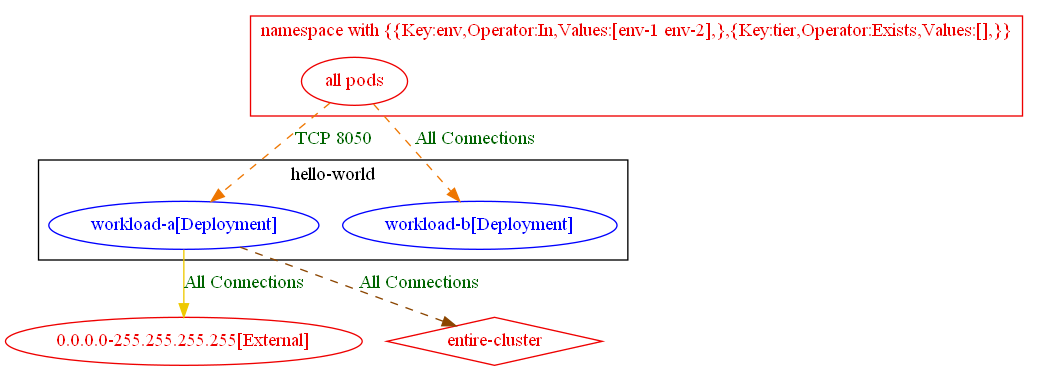 namespace with {{Key:env,Operator:In,Values:[env-1 env-2],},{Key:tier,Operator:Exists,Values:[],}}
all pods
TCP 8050
All Connections
hello-world
workload-a[Deployment]
workload-b[Deployment]
All Connections
All Connections
0.0.0.0-255.255.255.255[External]
entire-cluster